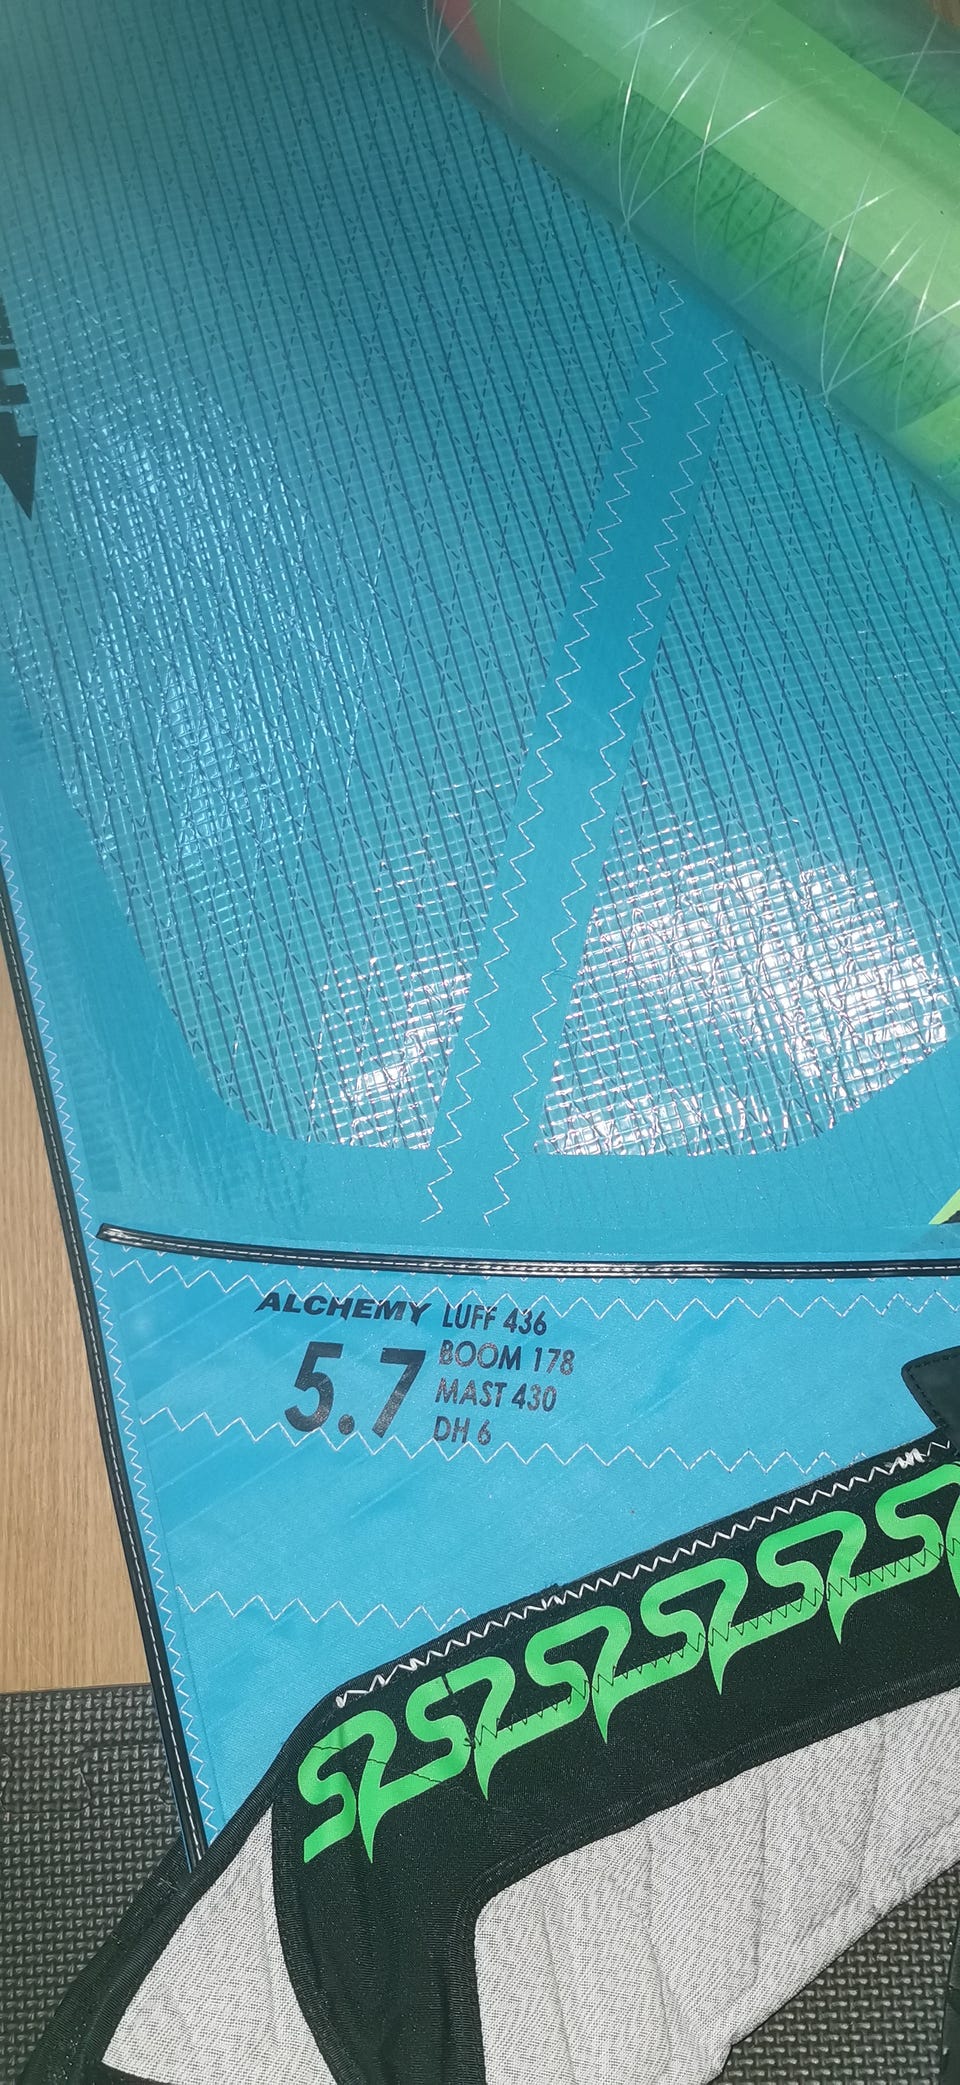 ALCHEMY LUFF 436
5.7 BOOM 178
MAST 430
DH 6